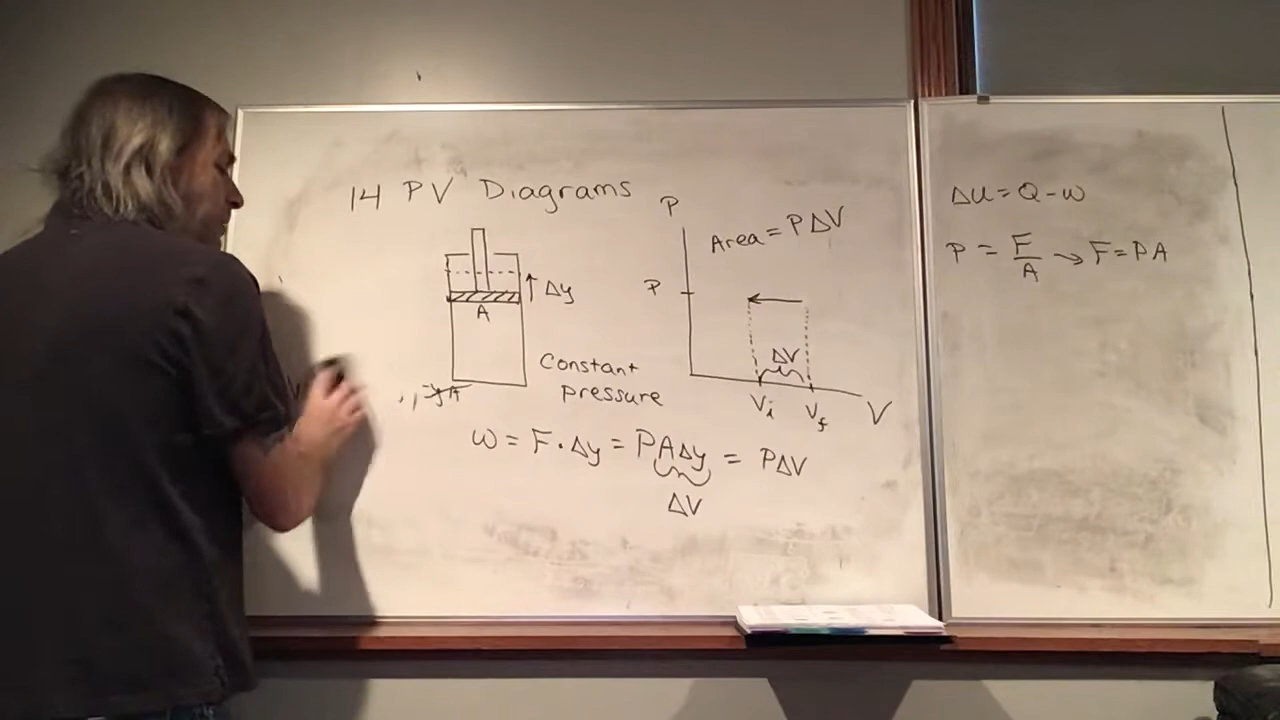 14 PV Diagrams
A
Δy
Constant
pressure
P
Area = PΔV
P
ΔV
Vi Vf V
W = F · Δy = PAΔy = PΔV
ΔV
ΔU = Q - W
P = F/A → F = PA